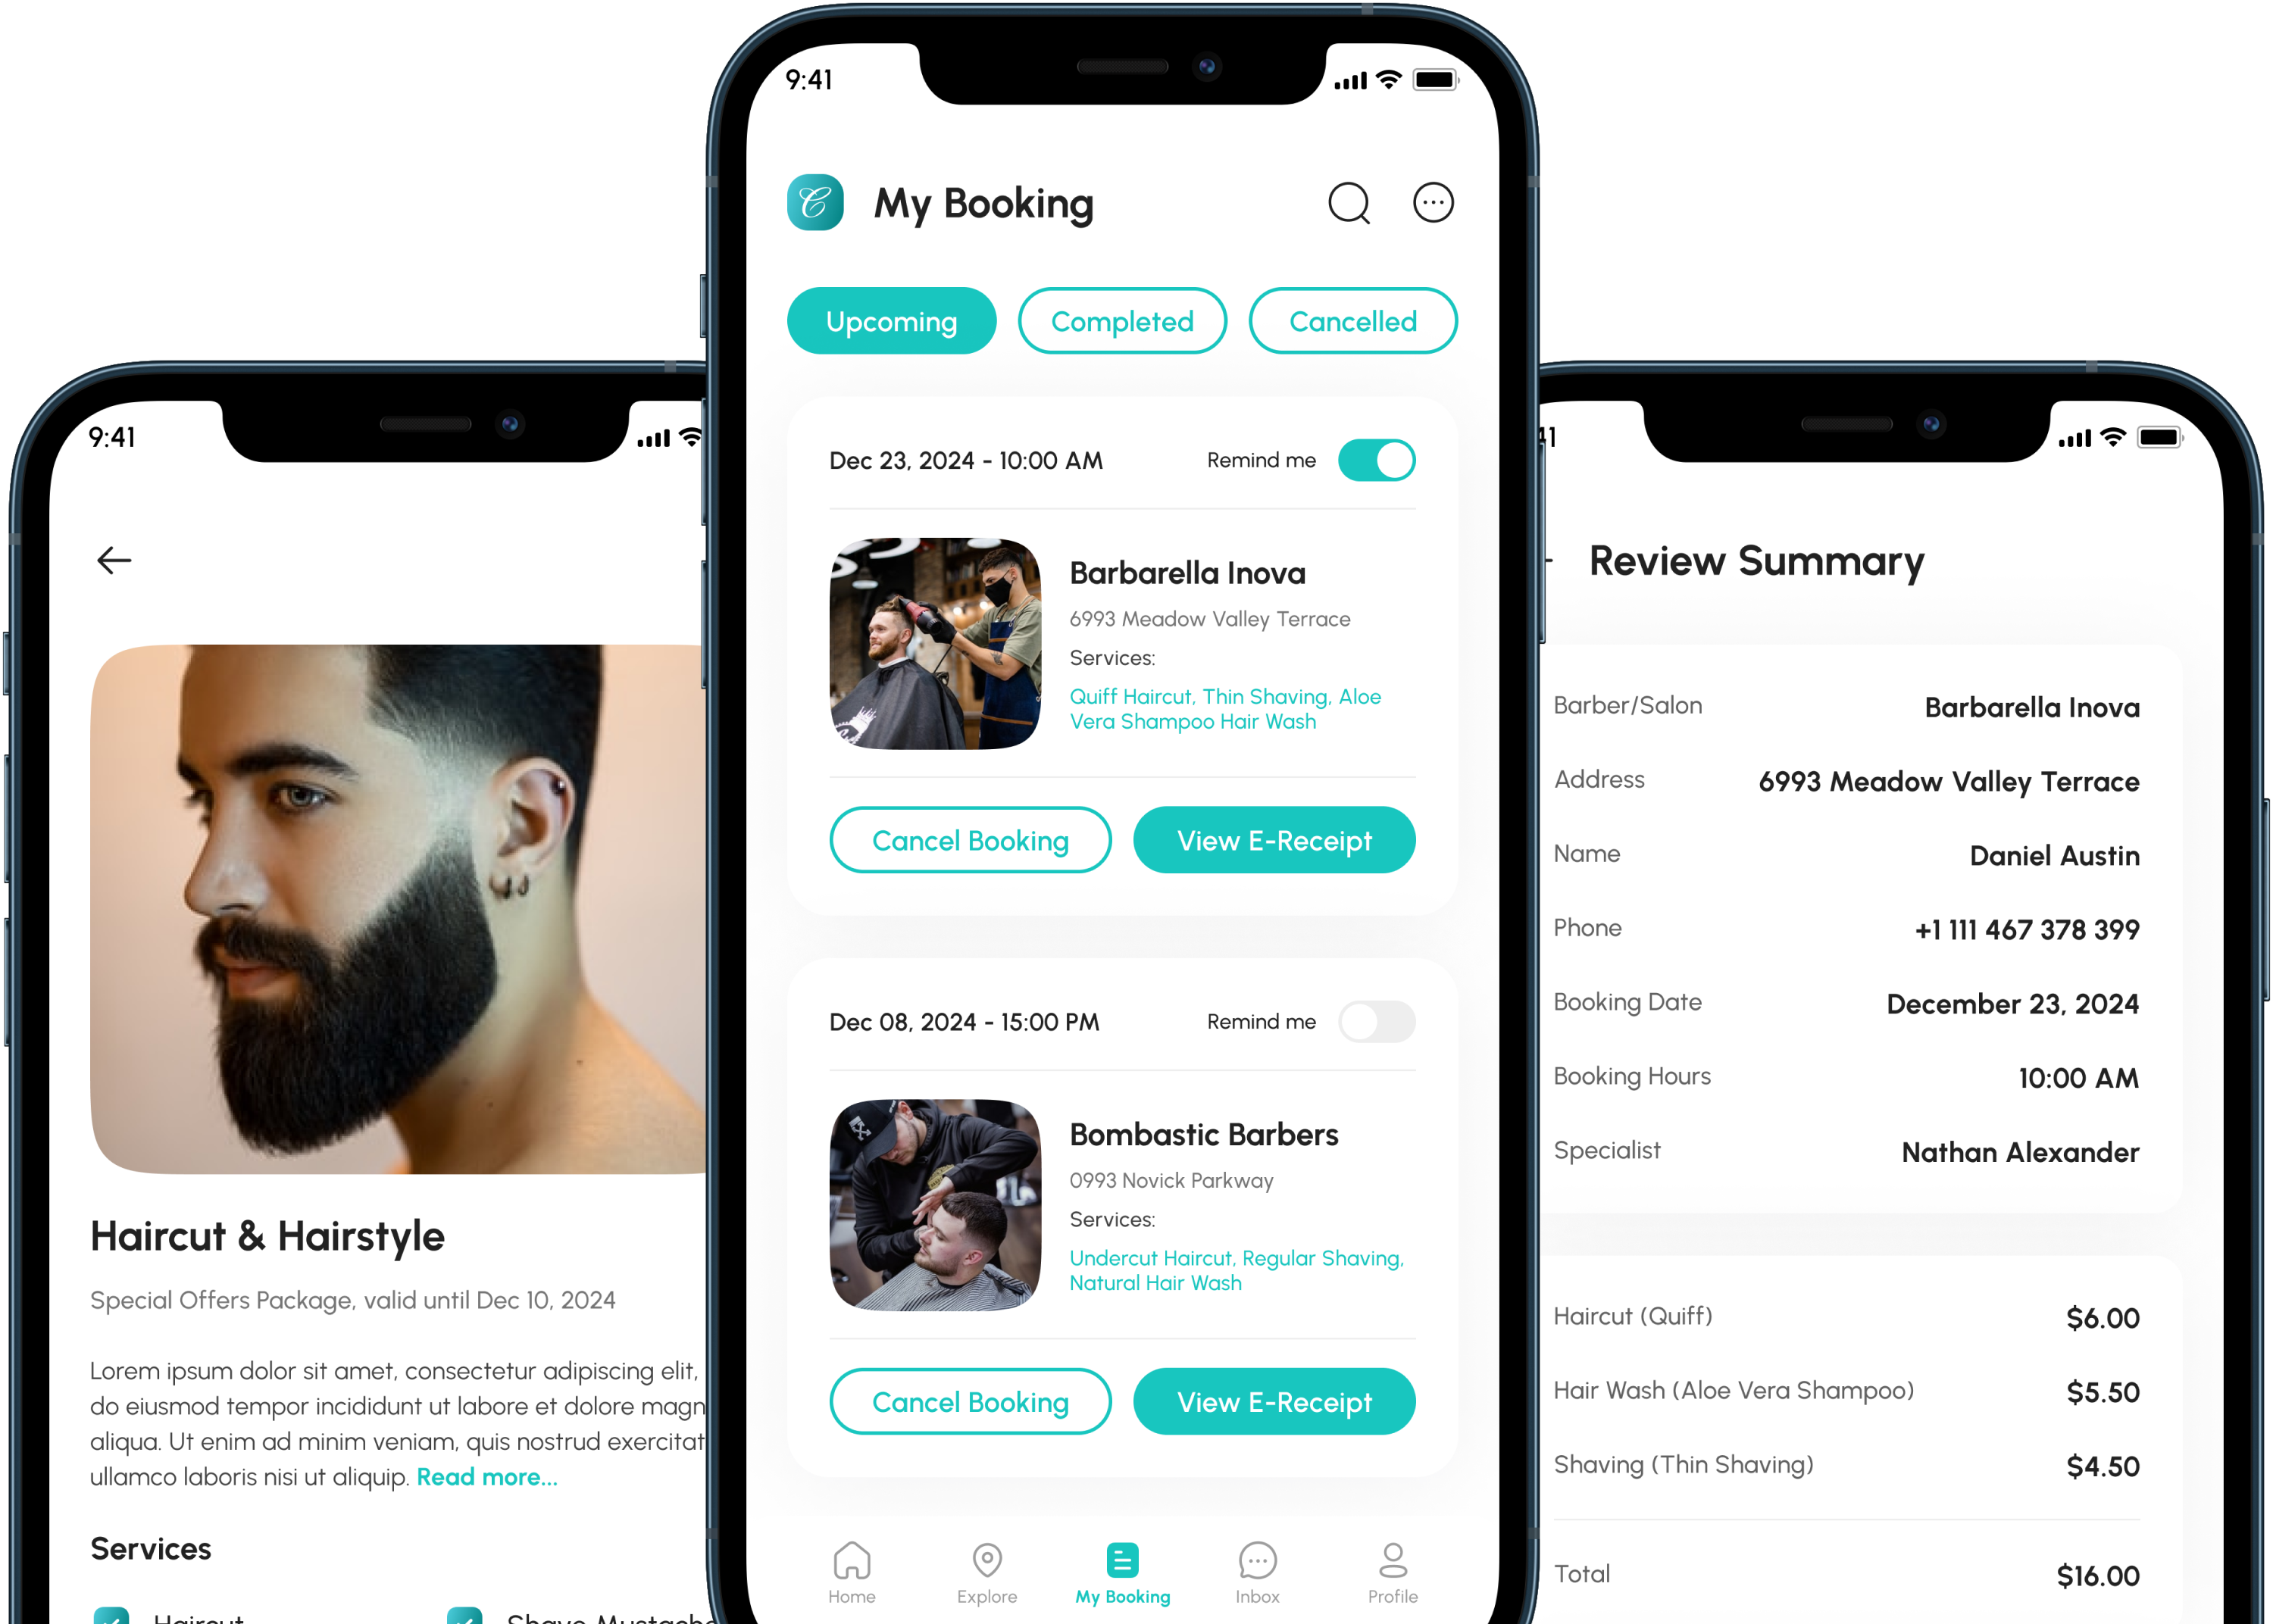 9:41
Haircut & Hairstyle
Special Offers Package, valid until Dec 10, 2024
Lorem ipsum dolor sit amet, consectetur adipiscing elit,
do eiusmod tempor incididunt ut labore et dolore magn
aliqua. Ut enim ad minim veniam, quis nostrud exercitat
ullamco laboris nisi ut aliquip. Read more...
Services
Haircut
9:41
C
My Booking
Upcoming
Completed
Cancelled
Dec 23, 2024 - 10:00 AM
Remind me
Barbarella Inova
6993 Meadow Valley Terrace
Services:
Quiff Haircut, Thin Shaving, Aloe
Vera Shampoo Hair Wash
Cancel Booking
View E-Receipt
Dec 08, 2024 - 15:00 PM
Remind me
Bombastic Barbers
0993 Novick Parkway
Services:
Undercut Haircut, Regular Shaving,
Natural Hair Wash
Cancel Booking
View E-Receipt
Home
Explore
My Booking
Inbox
Profile
41
Review Summary
Barber/Salon Barbarella Inova
Address 6993 Meadow Valley Terrace
Name Daniel Austin
Phone +1 111 467 378 399
Booking Date December 23, 2024
Booking Hours 10:00 AM
Specialist Nathan Alexander
Haircut (Quiff) $6.00
Hair Wash (Aloe Vera Shampoo) $5.50
Shaving (Thin Shaving) $4.50
Total $16.00